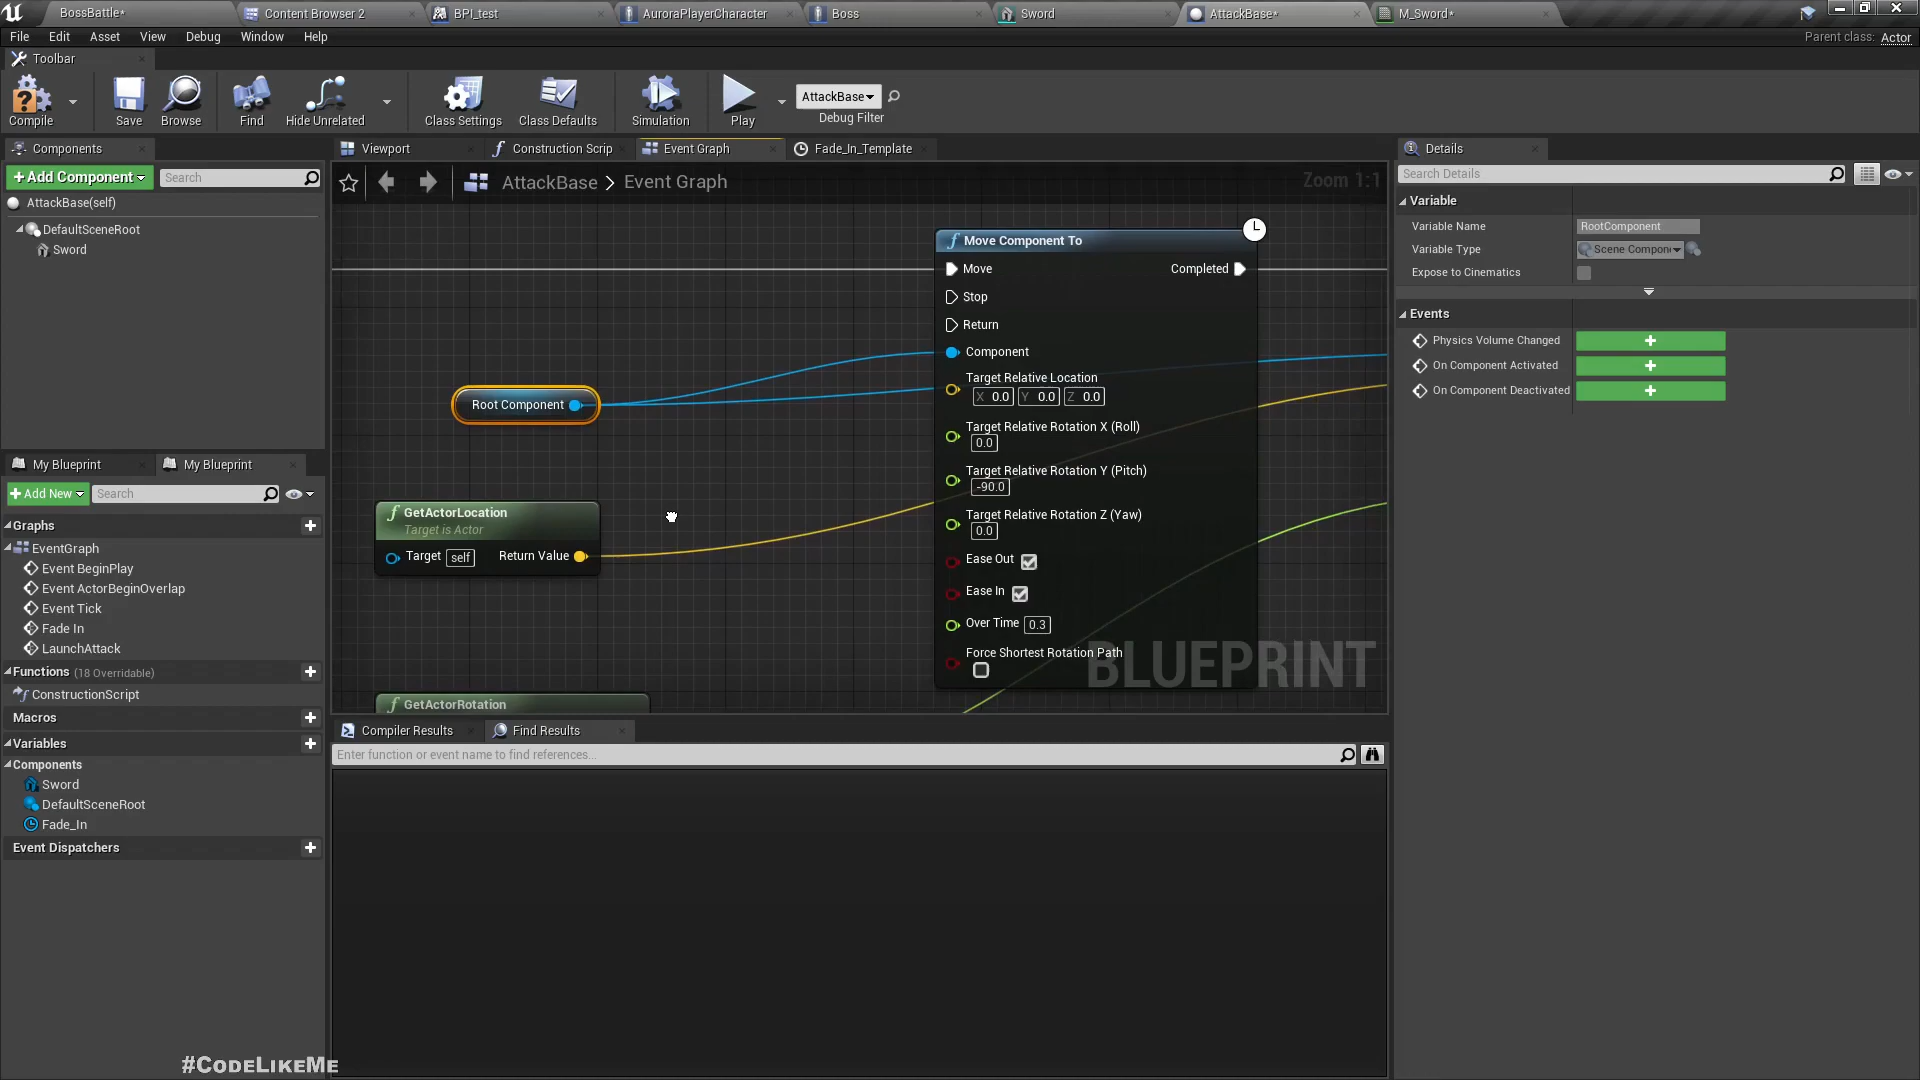 BossBattle*
Content Browser 2
BPI_test
AuroraPlayerCharacter
Boss
Sword
AttackBase*
M_Sword*
File
Edit
Asset
View
Debug
Window
Help
Parent class: Actor
Toolbar
Compile
Save
Browse
Find
Hide Unrelated
Class Settings
Class Defaults
Simulation
Play
AttackBase
Debug Filter
Components
Viewport
Construction Scrip
Event Graph
Fade_In_Template
Details
+Add Component
Search
AttackBase(self)
DefaultSceneRoot
Sword
AttackBase > Event Graph
Zoom 1:1
Search Details
Variable
Variable Name
RootComponent
Variable Type
Scene Compon
Expose to Cinematics
Events
Physics Volume Changed
On Component Activated
On Component Deactivated
Move Component To
Move
Completed
Stop
Return
Component
Target Relative Location
X 0.0 Y 0.0 Z 0.0
Target Relative Rotation X (Roll)
0.0
Target Relative Rotation Y (Pitch)
-90.0
Target Relative Rotation Z (Yaw)
0.0
Ease Out
Ease In
Over Time 0.3
Force Shortest Rotation Path
Root Component
GetActorLocation
Target is Actor
Target self Return Value
GetActorRotation
BLUEPRINT
My Blueprint
My Blueprint
+Add New
Search
Graphs
EventGraph
Event BeginPlay
Event ActorBeginOverlap
Event Tick
Fade In
LaunchAttack
Functions (18 Overridable)
ConstructionScript
Macros
Variables
Components
Sword
DefaultSceneRoot
Fade_In
Event Dispatchers
Compiler Results
Find Results
Enter function or event name to find references...
#CodeLikeMe